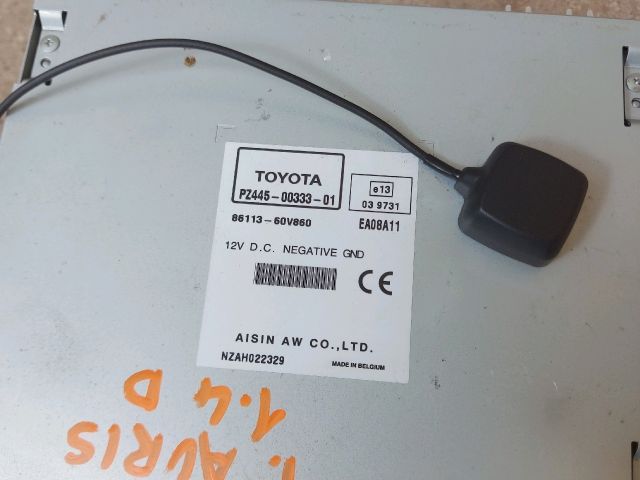 TOYOTA
PZ445-00333-01
e13
03 9731
86113-60V860
EA08A11
12V D.C. NEGATIVE GND
CE
AISIN AW CO.,LTD.
NZAH022329
MADE IN BELGIUM
T. AURIS
1.4 D